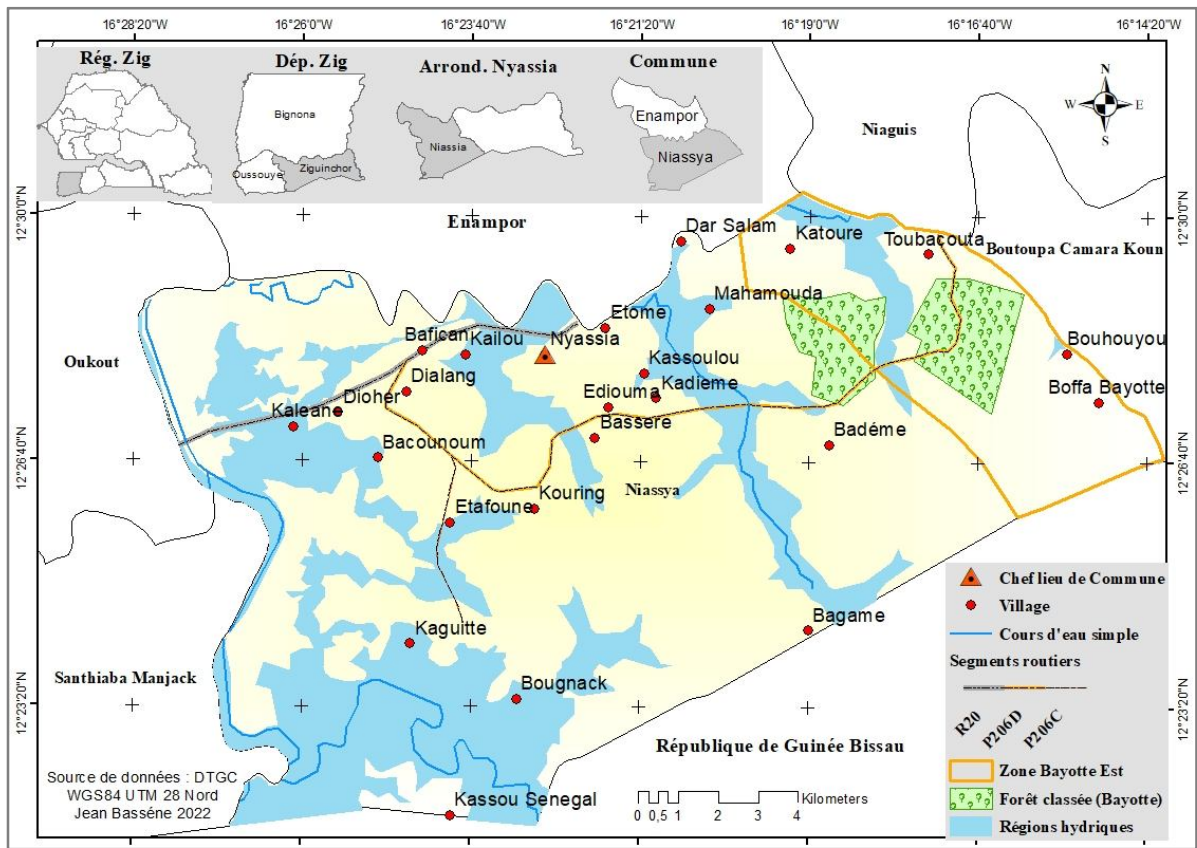 16°28'20"W
16°26'0"W
16°23'40"W
16°21'20"W
16°19'0"W
16°16'40"W
16°14'20"W
Rég. Zig
Dép. Zig
Arrond. Nyassia
Commune
Bignona
Oussouye
Ziguinchor
Niassia
Enampor
Niassya
N
W
E
S
Niaguis
12°30'0"N
12°30'0"N
Enampor
Dar Salam
Katoure
Toubacouta
Boutoupa Camara Koun
Mahamouda
Etome
Bafican
Kailou
Nyassia
Bouhouyou
Oukout
Kassoulou
Dialang
Kadieme
Boffa Bayotte
Dioher
Ediouma
Kaleane
Bassere
Badéme
Bacounoum
12°26'40"N
12°26'40"N
Kouring
Niassya
Etafoune
Chef lieu de Commune
Village
Bagame
Kaguitte
Cours d'eau simple
Segments routiers
Santhiaba Manjack
Bougnack
12°23'20"N
12°23'20"N
R20
P206D
P206C
République de Guinée Bissau
Zone Bayotte Est
Source de données : DTGC
WGS84 UTM 28 Nord
Jean Basséne 2022
Kassou Senegal
Kilometers
0 0,5 1 2 3 4
Forêt classée (Bayotte)
Régions hydriques